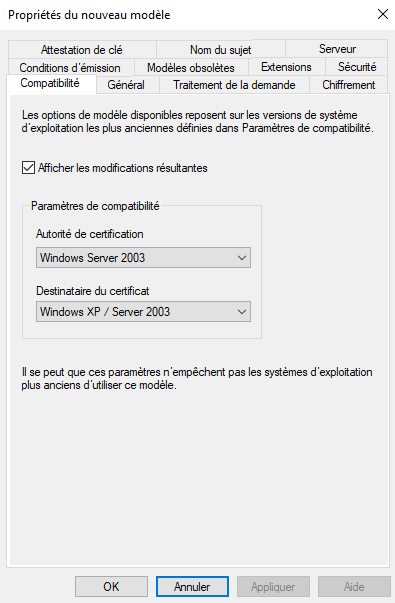 Propriétés du nouveau modèle
Attestation de clé
Nom du sujet
Serveur
Conditions d'émission
Modèles obsolètes
Extensions
Sécurité
Compatibilité
Général
Traitement de la demande
Chiffrement
Les options de modèle disponibles reposent sur les versions de système
d'exploitation les plus anciennes définies dans Paramètres de compatibilité.
Afficher les modifications résultantes
Paramètres de compatibilité
Autorité de certification
Windows Server 2003
Destinataire du certificat
Windows XP / Server 2003
Il se peut que ces paramètres n'empêchent pas les systèmes d'exploitation
plus anciens d'utiliser ce modèle.
OK
Annuler
Appliquer
Aide